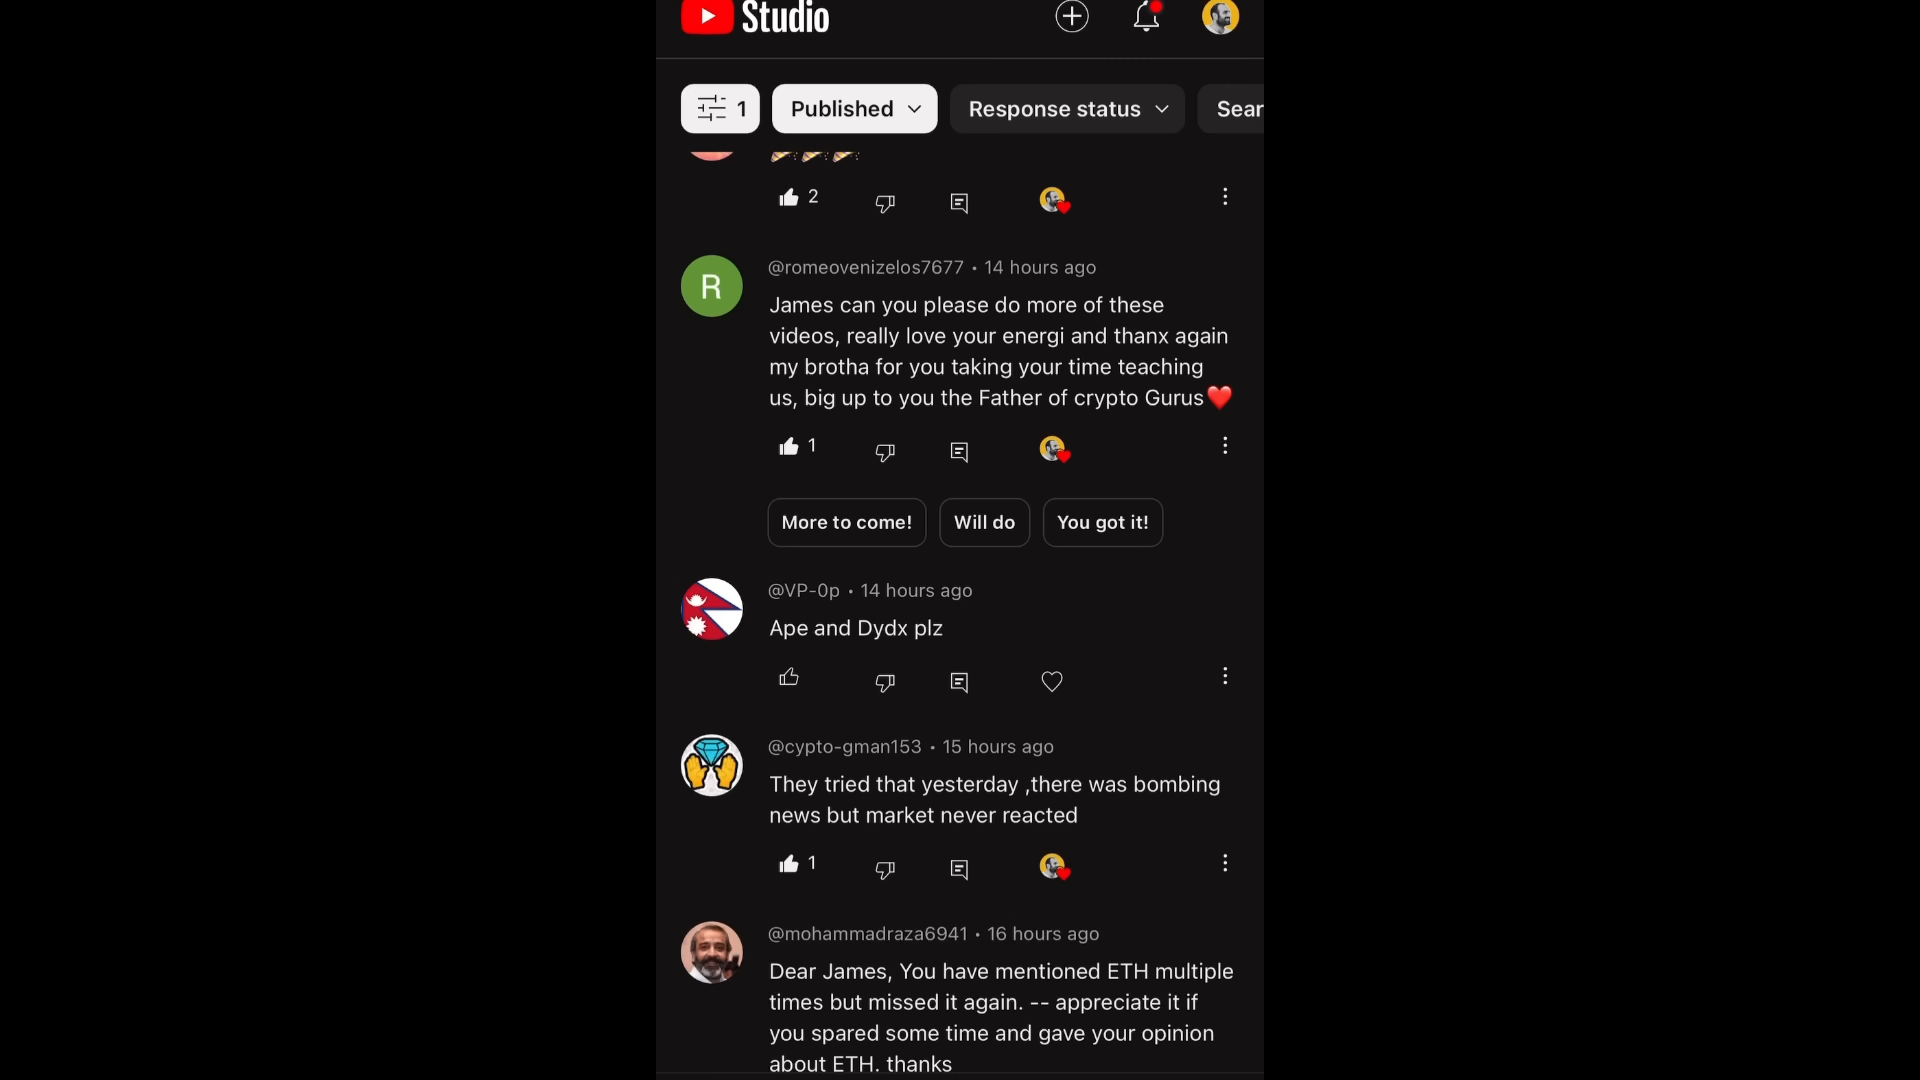 Studio
1 Published Response status Sear
2
@romeovenizelos7677 • 14 hours ago
R
James can you please do more of these
videos, really love your energi and thanx again
my brotha for you taking your time teaching
us, big up to you the Father of crypto Gurus❤️
1
More to come! Will do You got it!
@VP-0p • 14 hours ago
Ape and Dydx plz
@cypto-gman153 • 15 hours ago
They tried that yesterday ,there was bombing
news but market never reacted
1
@mohammadraza6941 • 16 hours ago
Dear James, You have mentioned ETH multiple
times but missed it again. -- appreciate it if
you spared some time and gave your opinion
about ETH. thanks